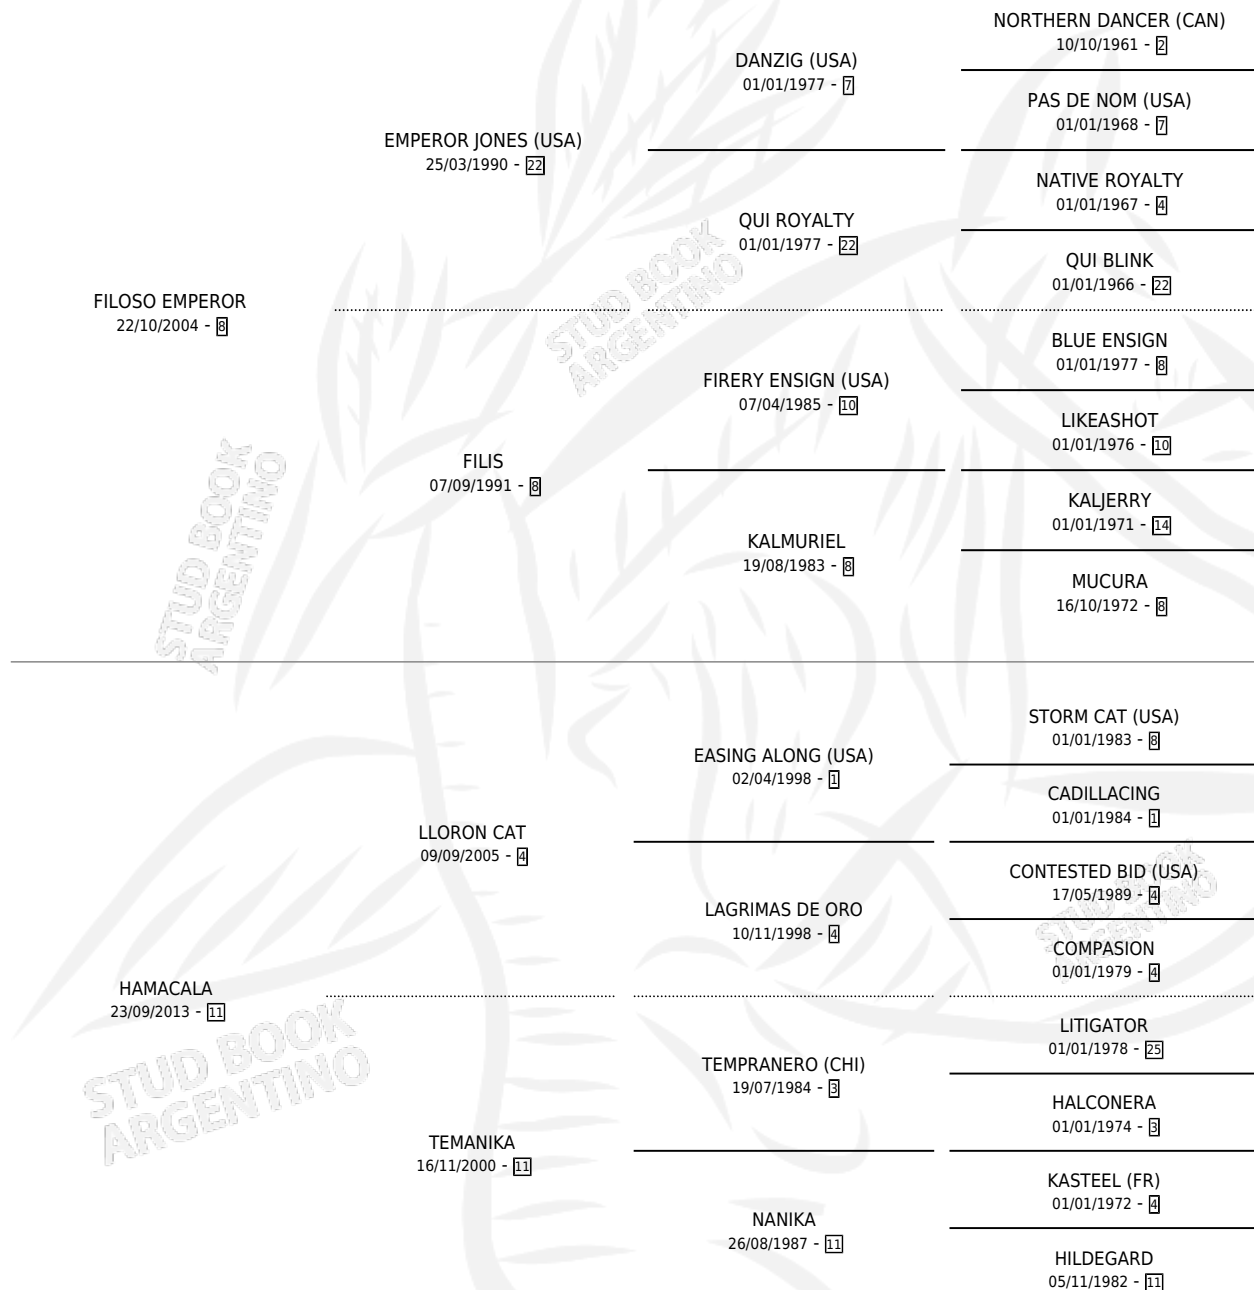 NORTHERN DANCER (CAN)
10/10/1961 - 2
DANZIG (USA)
01/01/1977 - 7
PAS DE NOM (USA)
01/01/1968 - 7
EMPEROR JONES (USA)
25/03/1990 - 22
NATIVE ROYALTY
01/01/1967 - 4
QUI ROYALTY
01/01/1977 - 22
QUI BLINK
01/01/1966 - 22
FILOSO EMPEROR
22/10/2004 - 8
BLUE ENSIGN
01/01/1977 - 8
FIRERY ENSIGN (USA)
07/04/1985 - 10
LIKEASHOT
01/01/1976 - 10
FILIS
07/09/1991 - 8
KALJERRY
01/01/1971 - 14
KALMURIEL
19/08/1983 - 8
MUCURA
16/10/1972 - 8
STORM CAT (USA)
01/01/1983 - 8
EASING ALONG (USA)
02/04/1998 - 1
CADILLACING
01/01/1984 - 1
LLORON CAT
09/09/2005 - 4
CONTESTED BID (USA)
17/05/1989 - 4
LAGRIMAS DE ORO
10/11/1998 - 4
COMPASION
01/01/1979 - 4
HAMACALA
23/09/2013 - 11
LITIGATOR
01/01/1978 - 25
TEMPRANERO (CHI)
19/07/1984 - 3
HALCONERA
01/01/1974 - 3
TEMANIKA
16/11/2000 - 11
KASTEEL (FR)
01/01/1972 - 4
NANIKA
26/08/1987 - 11
HILDEGARD
05/11/1982 - 11
STUD BOOK
ARGENTINO
STUD BOOK
ARGENTINO
STUD BOOK
ARGENTINO
STUD BOOK
ARGENTINO